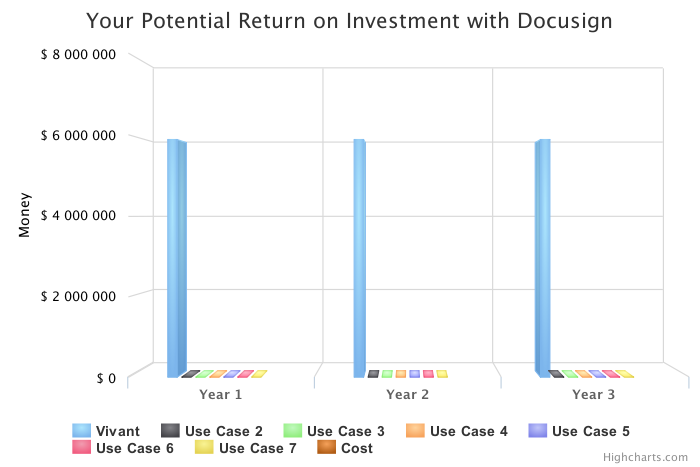 Your Potential Return on Investment with Docusign
$ 8 000 000
$ 6 000 000
$ 4 000 000
$ 2 000 000
$ 0
Money
Year 1 Year 2 Year 3
Vivant Use Case 2 Use Case 3 Use Case 4 Use Case 5
Use Case 6 Use Case 7 Cost
Highcharts.com